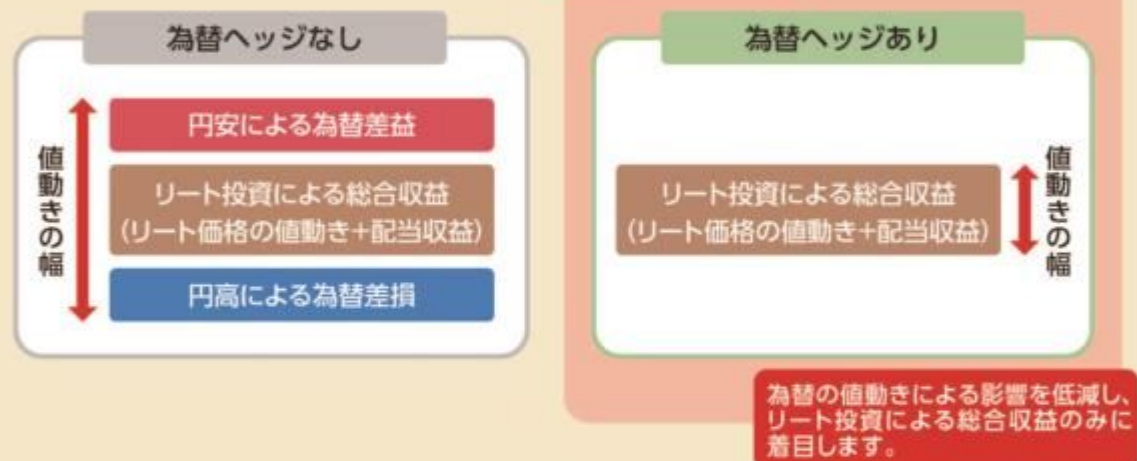 為替ヘッジなし
値動きの幅
円安による為替差益
リート投資による総合収益
(リート価格の値動き+配当収益)
円高による為替差損
為替ヘッジあり
リート投資による総合収益
(リート価格の値動き+配当収益)
値動きの幅
為替の値動きによる影響を低減し、
リート投資による総合収益のみに
着目します。